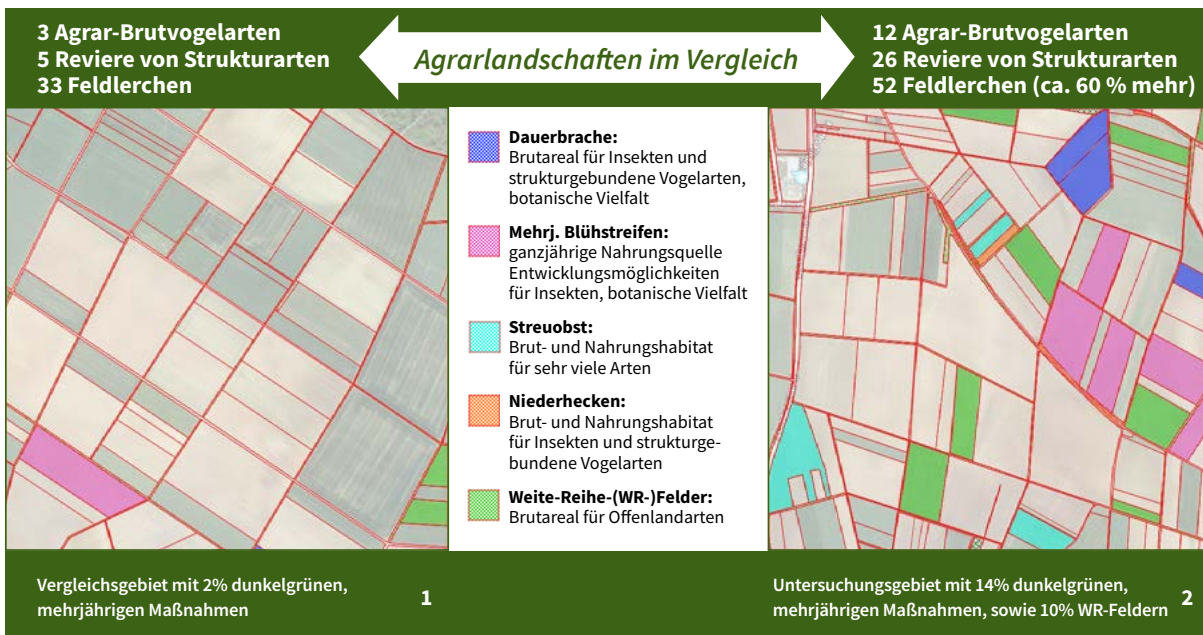 3 Agrar-Brutvogelarten
5 Reviere von Strukturarten
33 Feldlerchen
Agrarlandschaften im Vergleich
12 Agrar-Brutvogelarten
26 Reviere von Strukturarten
52 Feldlerchen (ca. 60 % mehr)
Dauerbrache:
Brutareal für Insekten und
strukturgebundene Vogelarten,
botanische Vielfalt
Mehrj. Blühstreifen:
ganzjährige Nahrungsquelle
Entwicklungsmöglichkeiten
für Insekten, botanische Vielfalt
Streuobst:
Brut- und Nahrungshabitat
für sehr viele Arten
Niederhecken:
Brut- und Nahrungshabitat
für Insekten und strukturge-
bundene Vogelarten
Weite-Reihe-(WR-)Felder:
Brutareal für Offenlandarten
Vergleichsgebiet mit 2% dunkelgrünen,
mehrjährigen Maßnahmen
1
Untersuchungsgebiet mit 14% dunkelgrünen,
mehrjährigen Maßnahmen, sowie 10% WR-Feldern
2